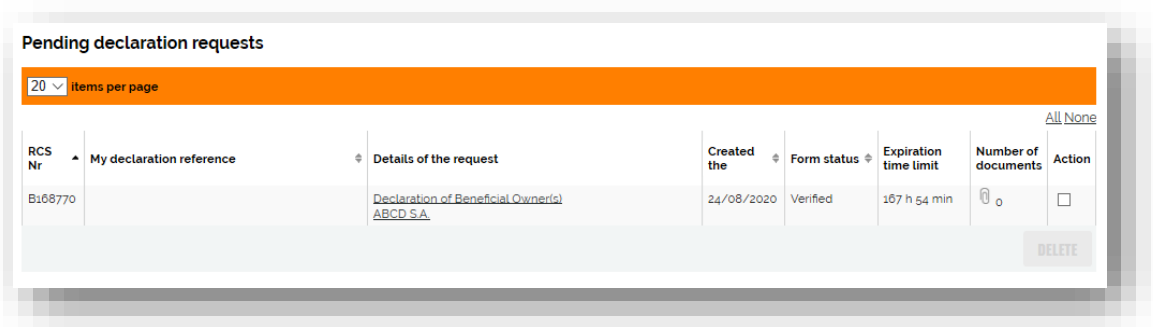 Pending declaration requests
20 items per page
All None
RCS Nr My declaration reference Details of the request Created the Form status Expiration time limit Number of documents Action
B168770 Declaration of Beneficial Owner(s) 24/08/2020 Verified 167 h 54 min 0
ABCD S.A.
DELETE